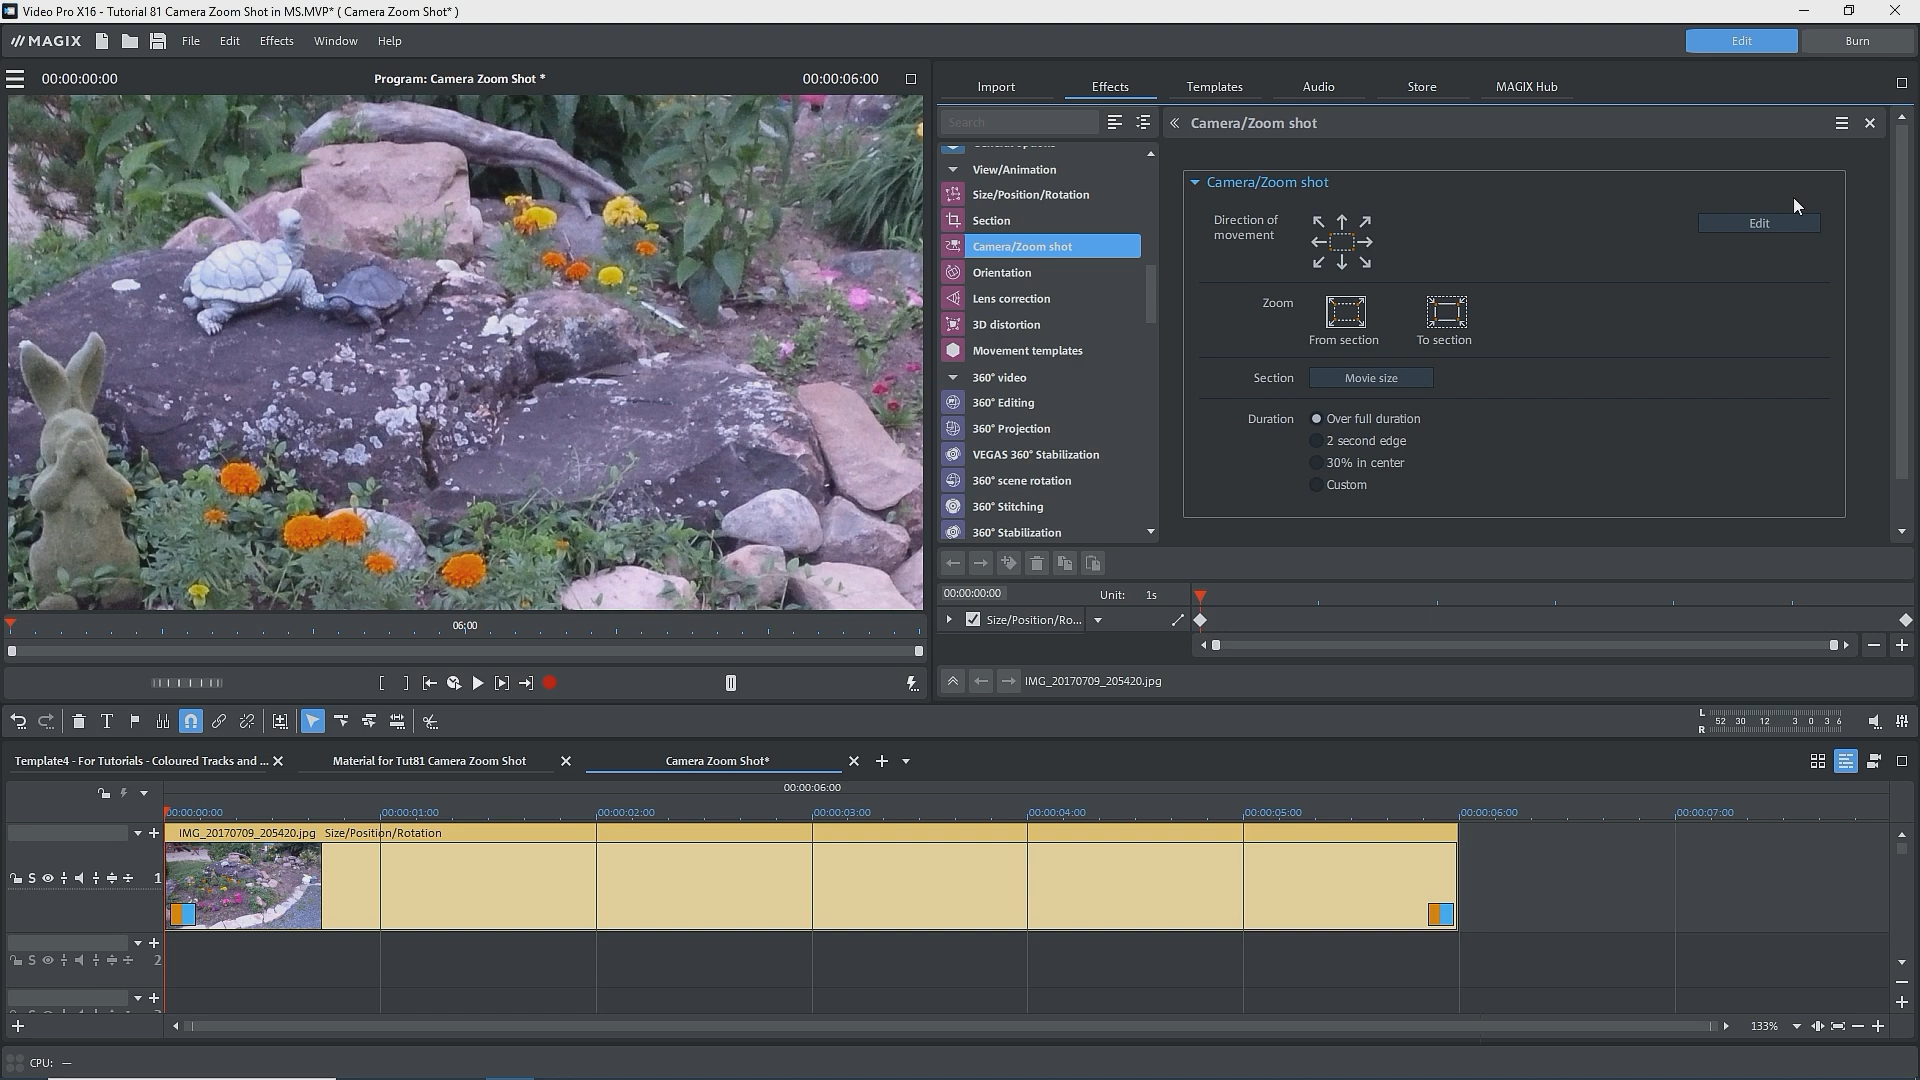 Video Pro X16 - Tutorial 81 Camera Zoom Shot in MS.MVP* ( Camera Zoom Shot* )
MAGIX File Edit Effects Window Help Edit Burn
00:00:00:00 Program: Camera Zoom Shot * 00:00:06:00
Import Effects Templates Audio Store MAGIX Hub
Search
Camera/Zoom shot
View/Animation
Size/Position/Rotation
Section
Camera/Zoom shot
Orientation
Lens correction
3D distortion
Movement templates
360° video
360° Editing
360° Projection
VEGAS 360° Stabilization
360° scene rotation
360° Stitching
360° Stabilization
Camera/Zoom shot
Direction of
movement
Edit
Zoom
From section To section
Section Movie size
Duration Over full duration
2 second edge
30% in center
Custom
00:00:00:00 Unit: 1s
Size/Position/Ro...
06:00
IMG_20170709_205420.jpg
L
52 30 12 3 0 3 6
R
Template4 - For Tutorials - Coloured Tracks and ... Material for Tut81 Camera Zoom Shot Camera Zoom Shot*
00:00:06:00
00:00:00:00 00:00:01:00 00:00:02:00 00:00:03:00 00:00:04:00 00:00:05:00 00:00:06:00 00:00:07:00
IMG_20170709_205420.jpg Size/Position/Rotation
S 1
S 2
133%
CPU: —